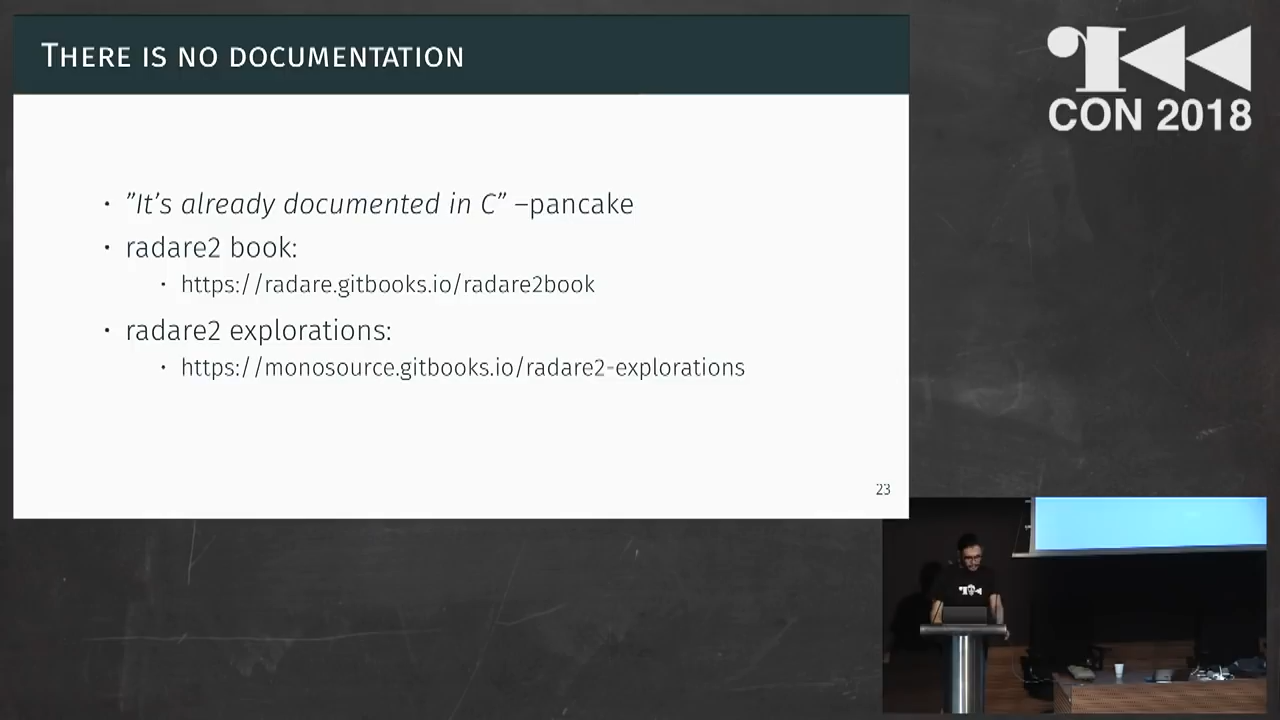 There is no documentation
• ”It’s already documented in C” –pancake
• radare2 book:
• https://radare.gitbooks.io/radare2book
• radare2 explorations:
• https://monosource.gitbooks.io/radare2-explorations
23
CON 2018